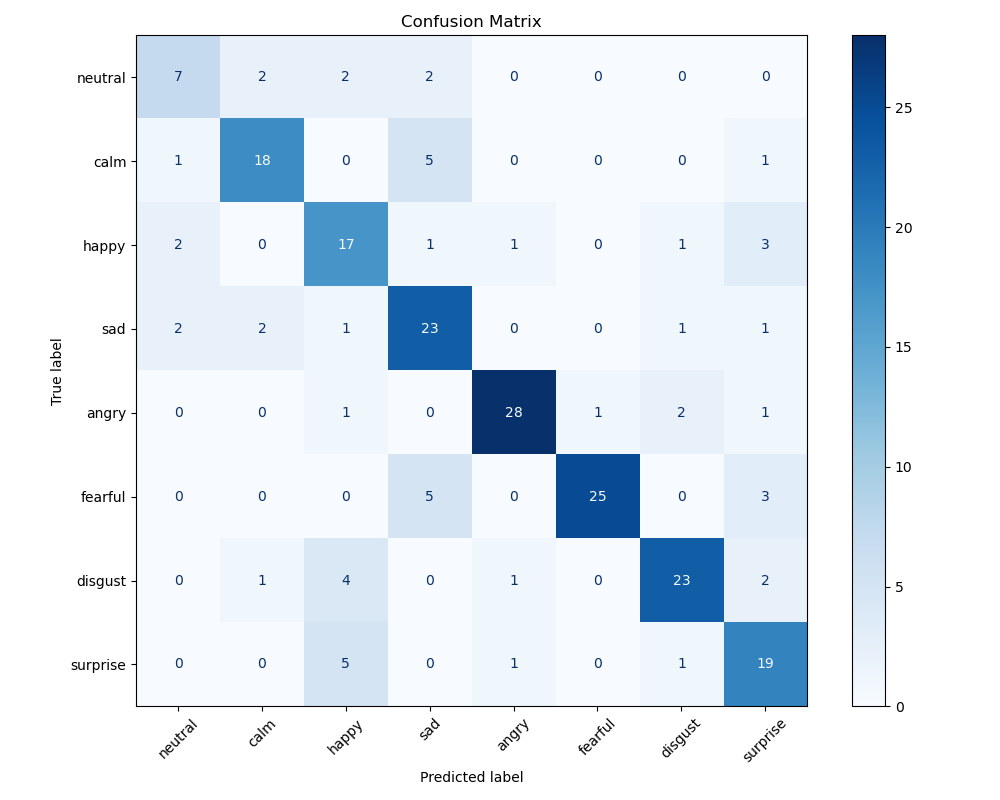 Confusion Matrix
neutral 7 2 2 2 0 0 0 0
calm 1 18 0 5 0 0 0 1
happy 2 0 17 1 1 0 1 3
sad 2 2 1 23 0 0 1 1
angry 0 0 1 0 28 1 2 1
fearful 0 0 0 5 0 25 0 3
disgust 0 1 4 0 1 0 23 2
surprise 0 0 5 0 1 0 1 19
neutral calm happy sad angry fearful disgust surprise
Predicted label
True label
25
20
15
10
5
0